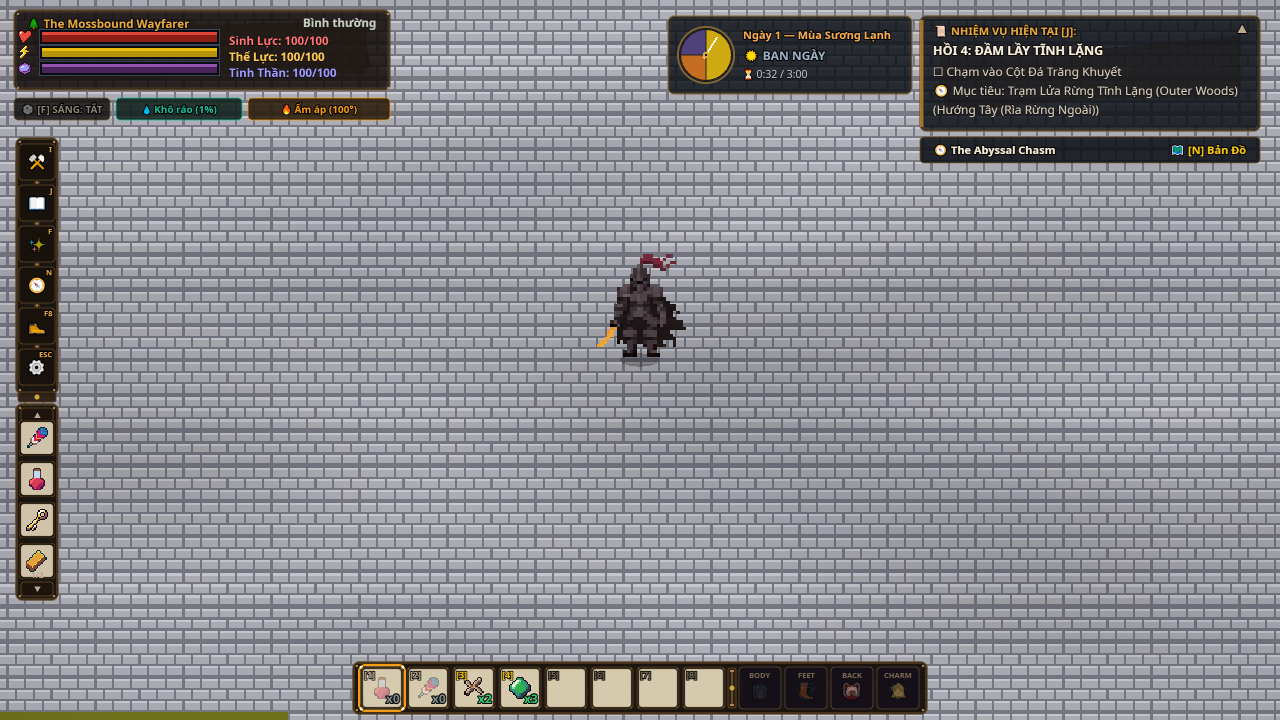 The Mossbound Wayfarer
Bình thường
Sinh Lực: 100/100
Thể Lực: 100/100
Tinh Thần: 100/100
[F] SÁNG: TẮT
Khô ráo (1%)
Ấm áp (100°)
Ngày 1 — Mùa Sương Lạnh
BAN NGÀY
0:32 / 3:00
NHIỆM VỤ HIỆN TẠI [J]:
HỒI 4: ĐẦM LẦY TĨNH LẶNG
Chạm vào Cột Đá Trăng Khuyết
Mục tiêu: Trạm Lửa Rừng Tĩnh Lặng (Outer Woods)
(Hướng Tây (Rìa Rừng Ngoài))
The Abyssal Chasm
[N] Bản Đồ
I
J
F
N
F8
ESC
[1]
x0
[2]
x0
[3]
x2
[4]
x3
[5]
[6]
[7]
[8]
BODY
FEET
BACK
CHARM